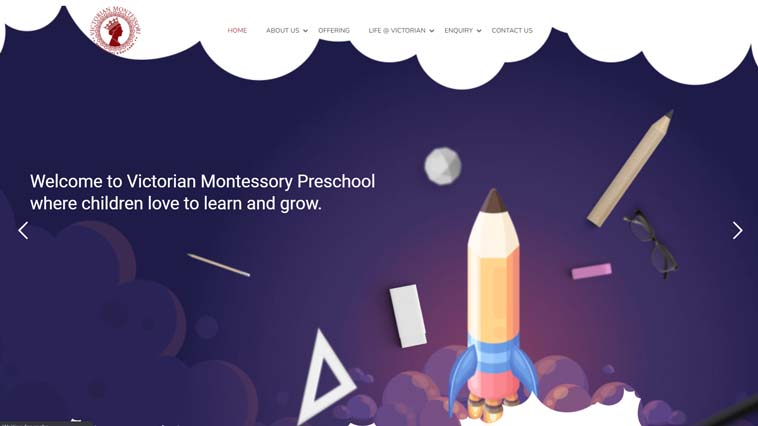 VICTORIAN MONTESSORI
HOME
ABOUT US
OFFERING
LIFE @ VICTORIAN
ENQUIRY
CONTACT US
Welcome to Victorian Montessory Preschool
where children love to learn and grow.